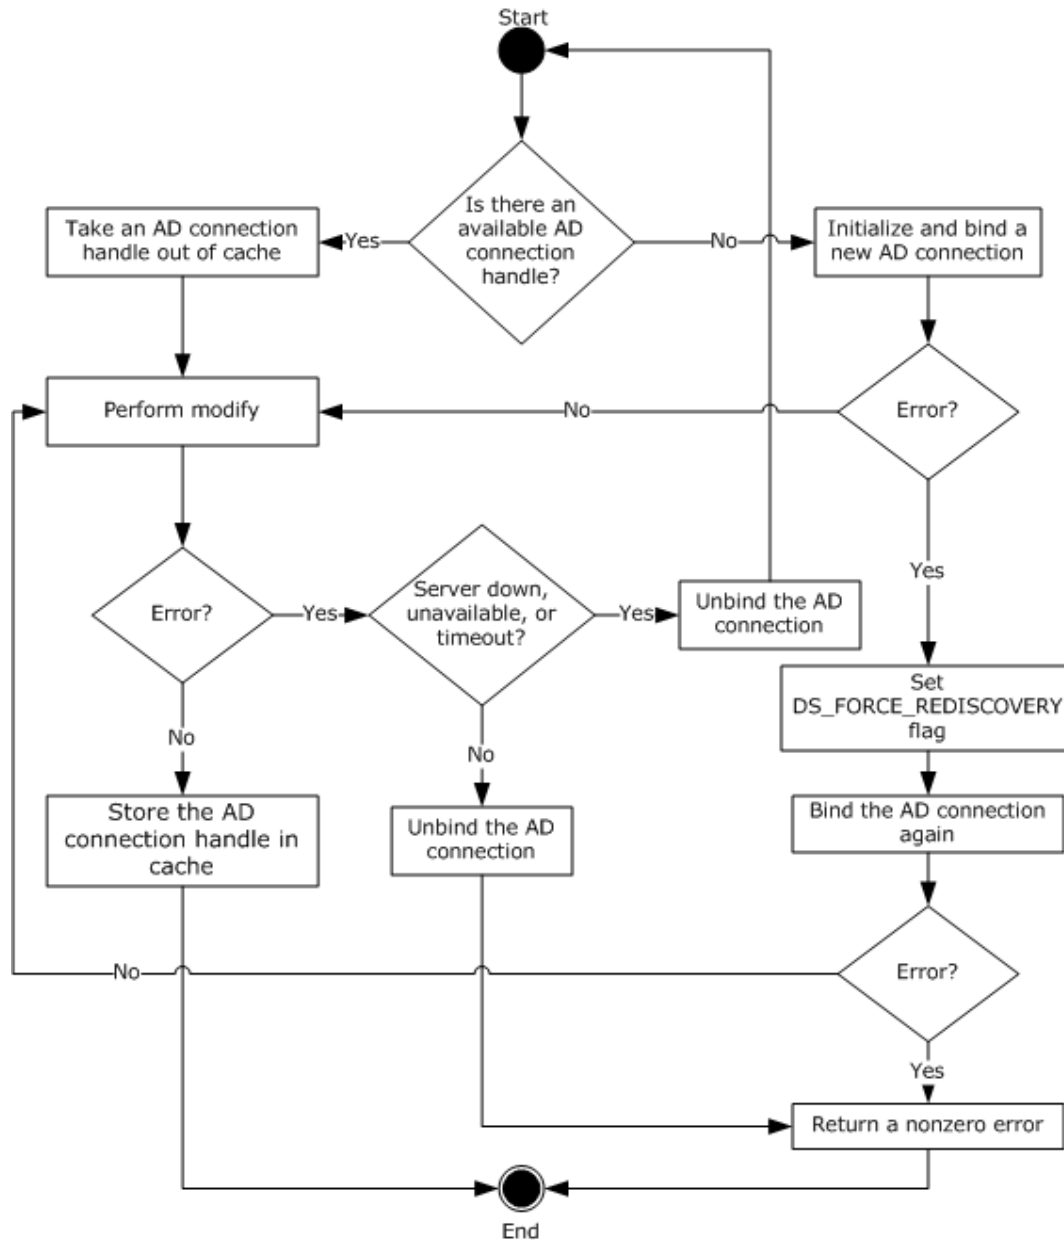 Start
Is there an
available AD
connection
handle?
Yes
No
Take an AD connection
handle out of cache
Initialize and bind a
new AD connection
Perform modify
No
Error?
Yes
Error?
Yes
Server down,
unavailable, or
timeout?
Yes
Unbind the AD
connection
Set
DS_FORCE_REDISCOVERY
flag
No
No
Store the AD
connection handle in
cache
Unbind the AD
connection
Bind the AD connection
again
No
Error?
Yes
Return a nonzero error
End